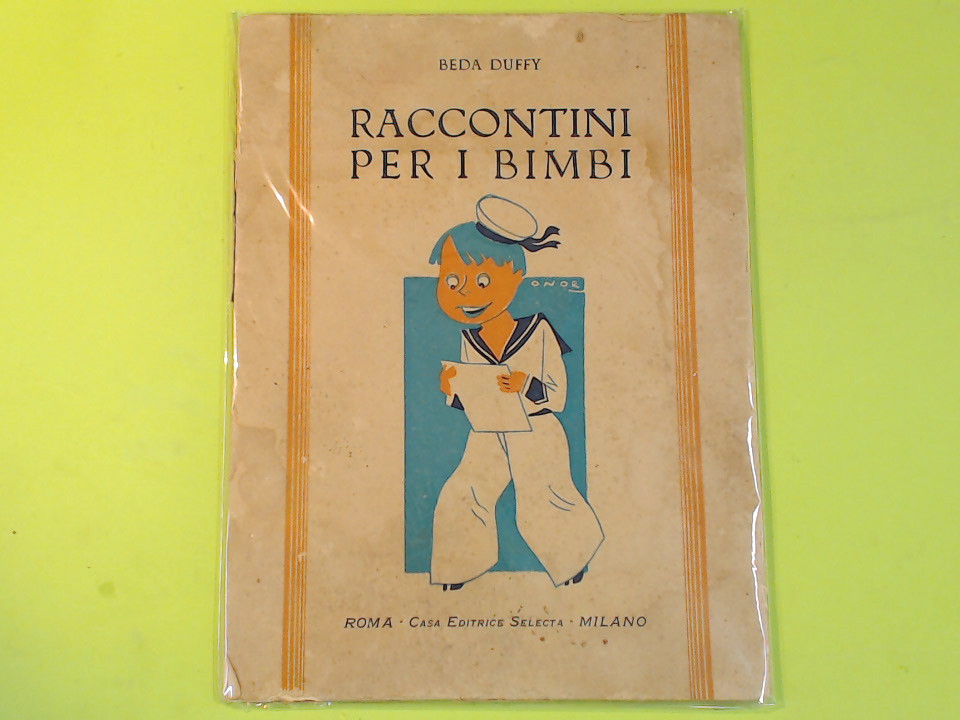 BEDA DUFFY
RACCONTINI
PER I BIMBI
ONOR
ROMA · CASA EDITRICE SELECTA · MILANO